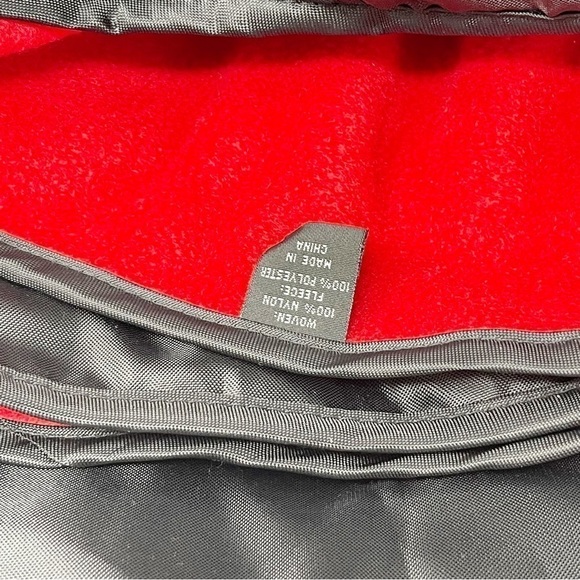 WOVEN:
100% NYLON
FLEECE:
100% POLYESTER
MADE IN
CHINA